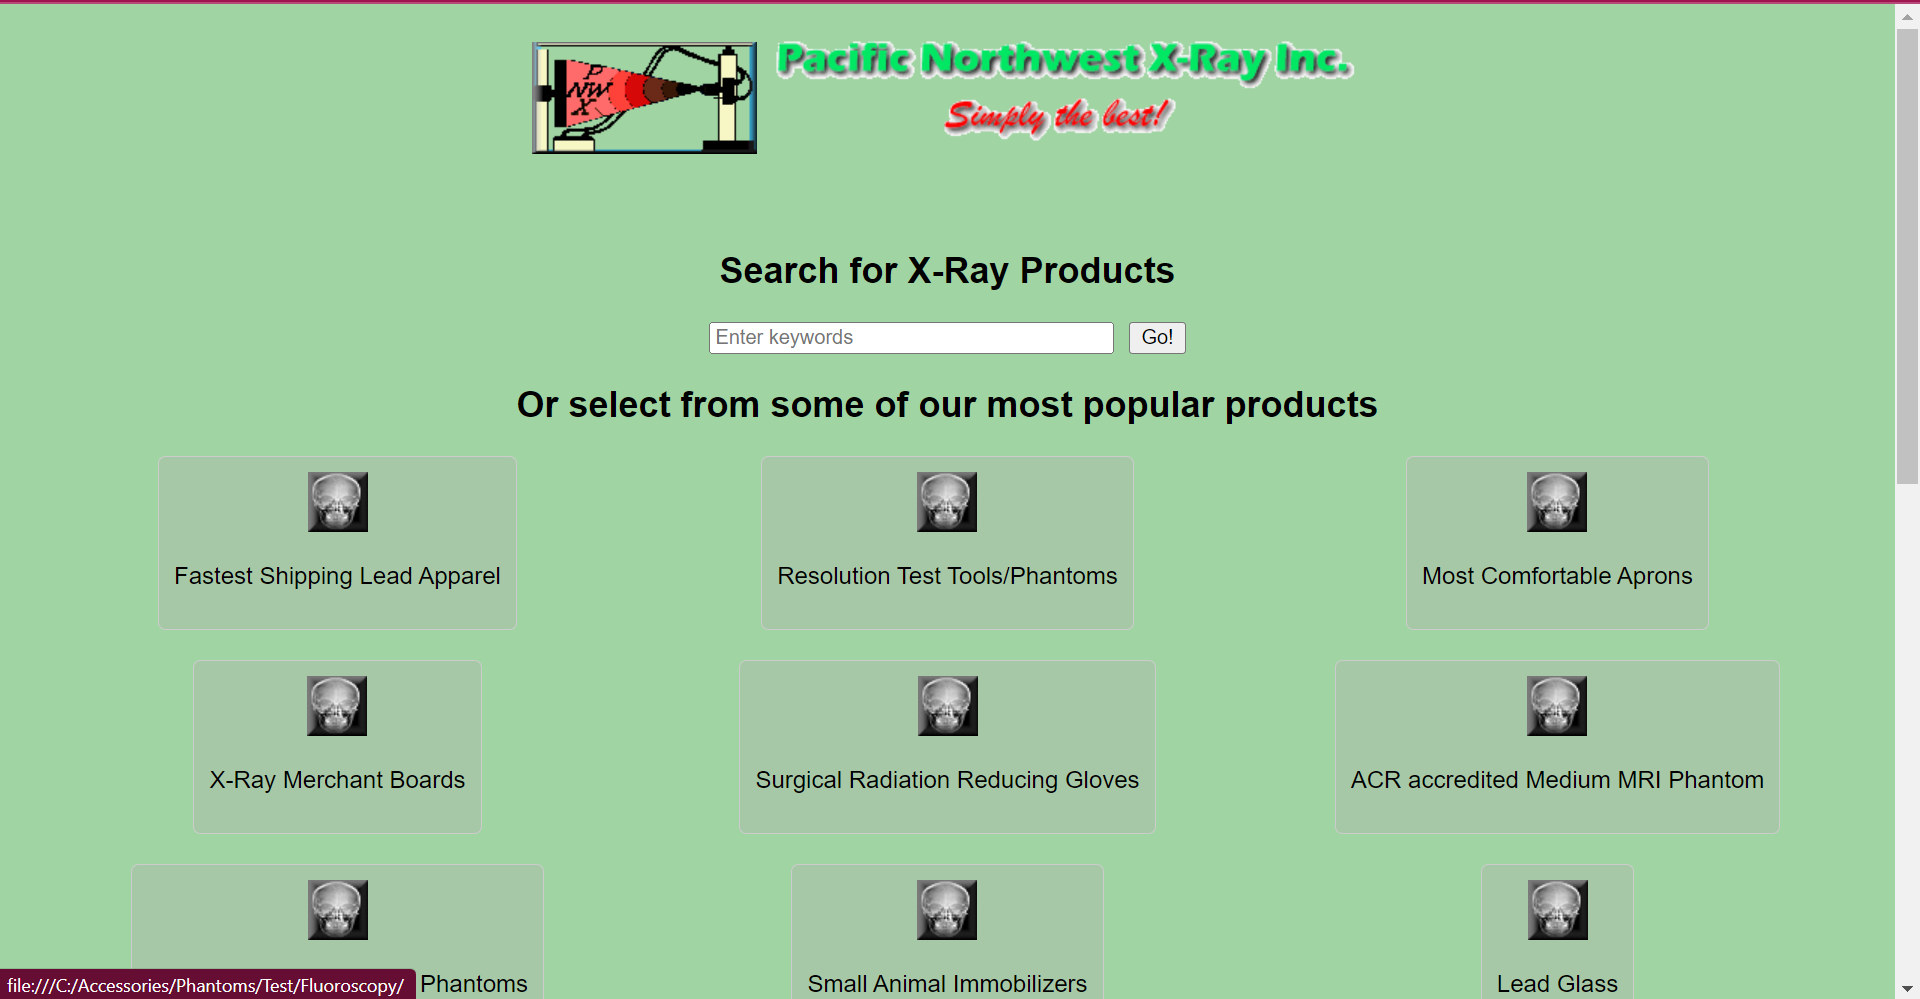 P
NW
X
Pacific Northwest X-Ray Inc.
Simply the best!
Search for X-Ray Products
Enter keywords
Go!
Or select from some of our most popular products
Fastest Shipping Lead Apparel
Resolution Test Tools/Phantoms
Most Comfortable Aprons
X-Ray Merchant Boards
Surgical Radiation Reducing Gloves
ACR accredited Medium MRI Phantom
Phantoms
Small Animal Immobilizers
Lead Glass
file:///C:/Accessories/Phantoms/Test/Fluoroscopy/